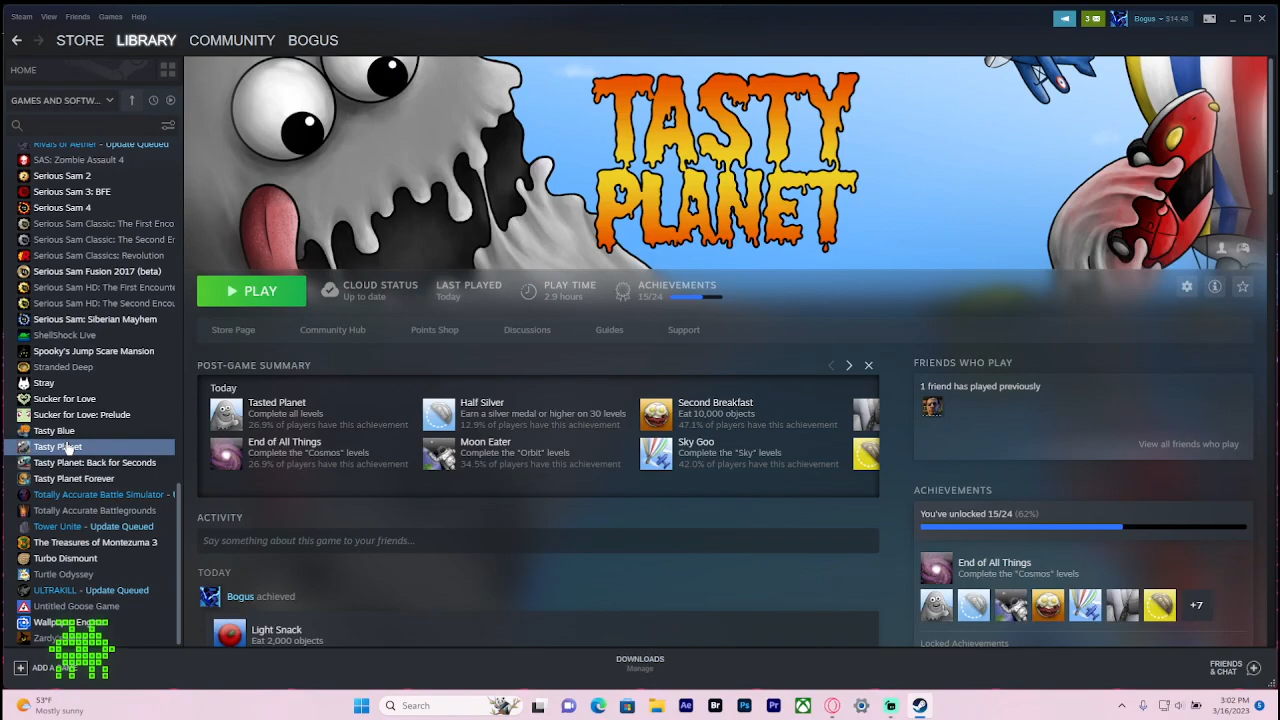 Steam View Friends Games Help
3
Bogus $14.48
STORE LIBRARY COMMUNITY BOGUS
HOME
GAMES AND SOFTW...
Rivals of Aether - Update Queued
SAS: Zombie Assault 4
Serious Sam 2
Serious Sam 3: BFE
Serious Sam 4
Serious Sam Classic: The First Enco
Serious Sam Classic: The Second En
Serious Sam Classics: Revolution
Serious Sam Fusion 2017 (beta)
Serious Sam HD: The First Encounte
Serious Sam HD: The Second Encou
Serious Sam: Siberian Mayhem
ShellShock Live
Spooky's Jump Scare Mansion
Stranded Deep
Stray
Sucker for Love
Sucker for Love: Prelude
Tasty Blue
Tasty Planet
Tasty Planet: Back for Seconds
Tasty Planet Forever
Totally Accurate Battle Simulator - U
Totally Accurate Battlegrounds
Tower Unite - Update Queued
The Treasures of Montezuma 3
Turbo Dismount
Turtle Odyssey
ULTRAKILL - Update Queued
Untitled Goose Game
TASTY
PLANET
PLAY
CLOUD STATUS
Up to date
LAST PLAYED
Today
PLAY TIME
2.9 hours
ACHIEVEMENTS
15/24
Store Page Community Hub Points Shop Discussions Guides Support
POST-GAME SUMMARY
Today
Tasted Planet
Complete all levels
26.9% of players have this achievement
Half Silver
Earn a silver medal or higher on 30 levels
12.9% of players have this achievement
Second Breakfast
Eat 10,000 objects
47.1% of players have this achievement
End of All Things
Complete the "Cosmos" levels
26.9% of players have this achievement
Moon Eater
Complete the "Orbit" levels
34.5% of players have this achievement
Sky Goo
Complete the "Sky" levels
42.0% of players have this achievement
ACTIVITY
Say something about this game to your friends...
TODAY
Bogus achieved
Light Snack
Eat 2,000 objects
FRIENDS WHO PLAY
1 friend has played previously
View all friends who play
ACHIEVEMENTS
You've unlocked 15/24 (62%)
End of All Things
Complete the "Cosmos" levels
+7
Locked Achievements
DOWNLOADS
Manage
FRIENDS
& CHAT
53°F
Mostly sunny
Search
Ae Br Ps Pr
3:02 PM
3/16/2023